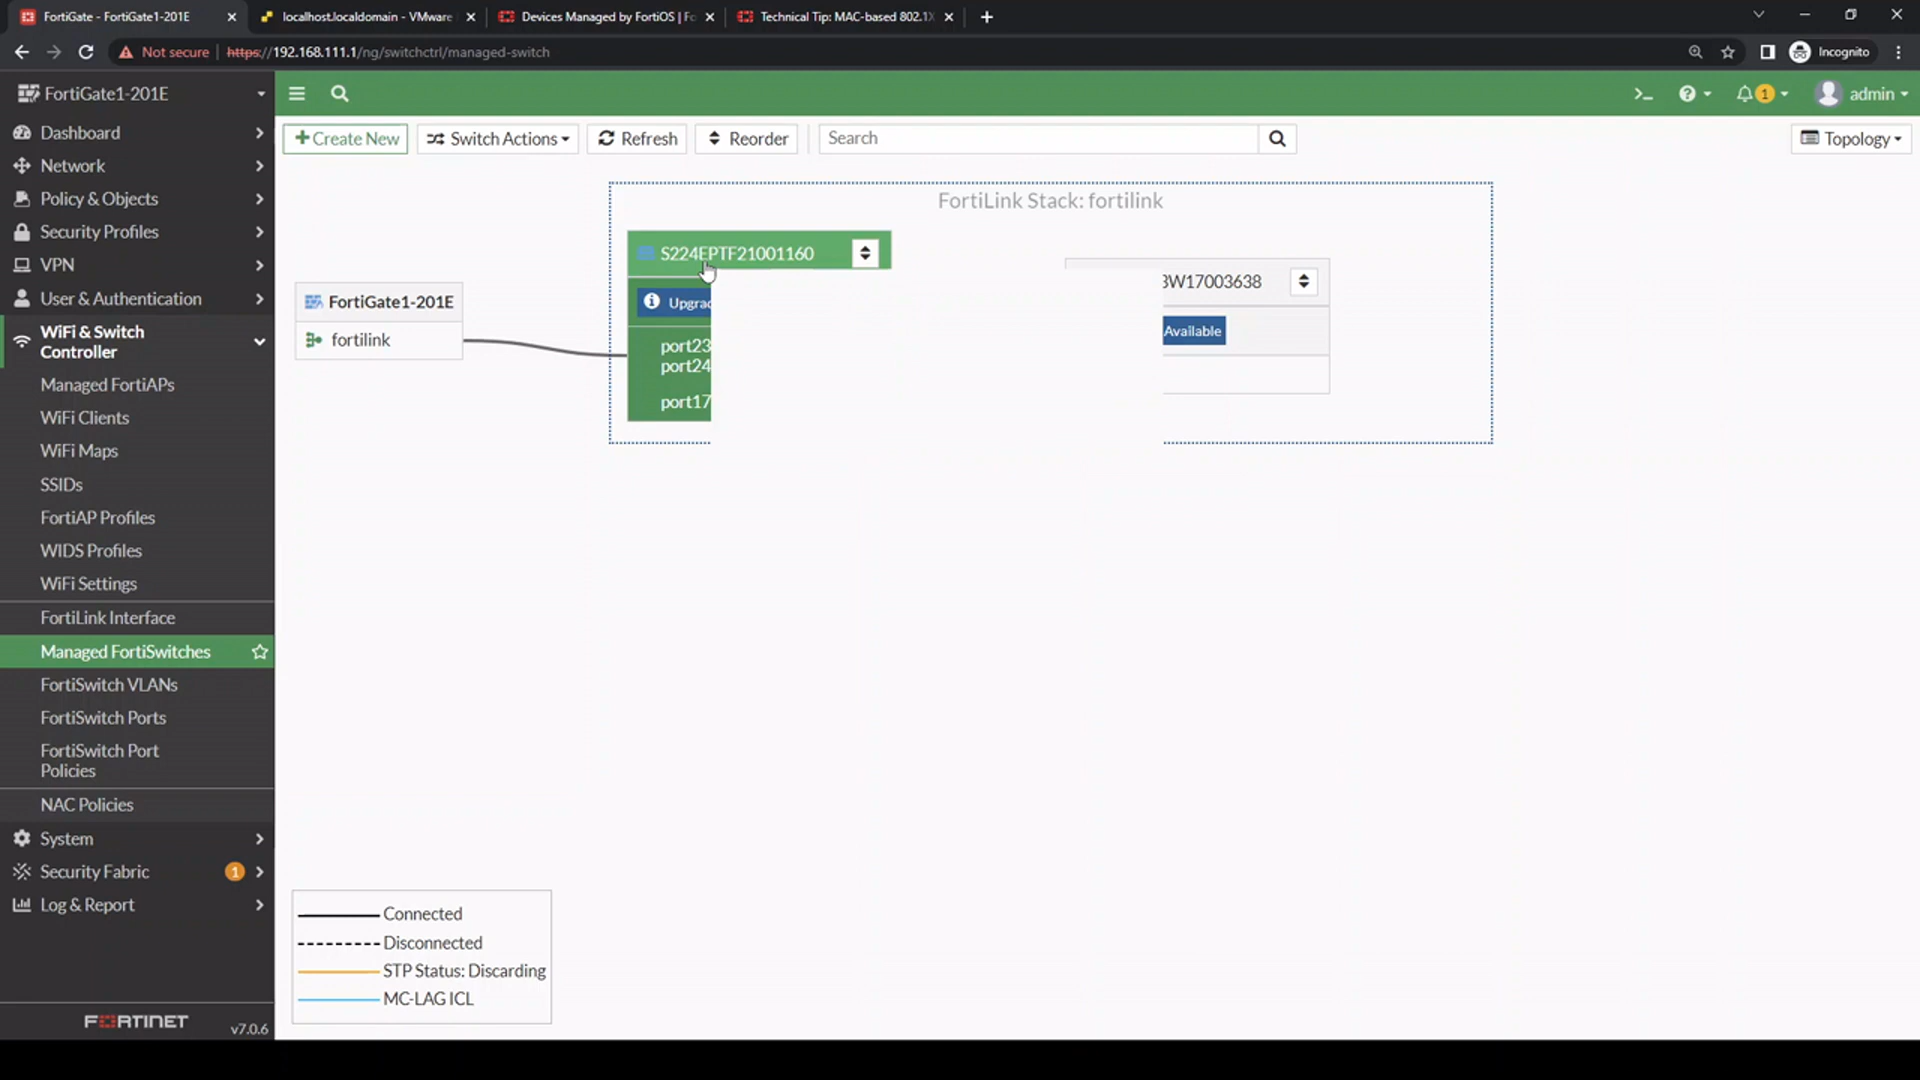 FortiGate - FortiGate1-201E
localhost.localdomain - VMware
Devices Managed by FortiOS | Fo
Technical Tip: MAC-based 802.1X
Not secure
https://192.168.111.1/ng/switchctrl/managed-switch
Incognito
FortiGate1-201E
admin
1
Dashboard
Network
Policy & Objects
Security Profiles
VPN
User & Authentication
WiFi & Switch
Controller
Managed FortiAPs
WiFi Clients
WiFi Maps
SSIDs
FortiAP Profiles
WIDS Profiles
WiFi Settings
FortiLink Interface
Managed FortiSwitches
FortiSwitch VLANs
FortiSwitch Ports
FortiSwitch Port
Policies
NAC Policies
System
Security Fabric
1
Log & Report
FORTINET
v7.0.6
Create New
Switch Actions
Refresh
Reorder
Search
Topology
FortiLink Stack: fortilink
FortiGate1-201E
fortilink
S224EPTF21001160
Upgrad
port23
port24
port17
3W17003638
Available
Connected
Disconnected
STP Status: Discarding
MC-LAG ICL